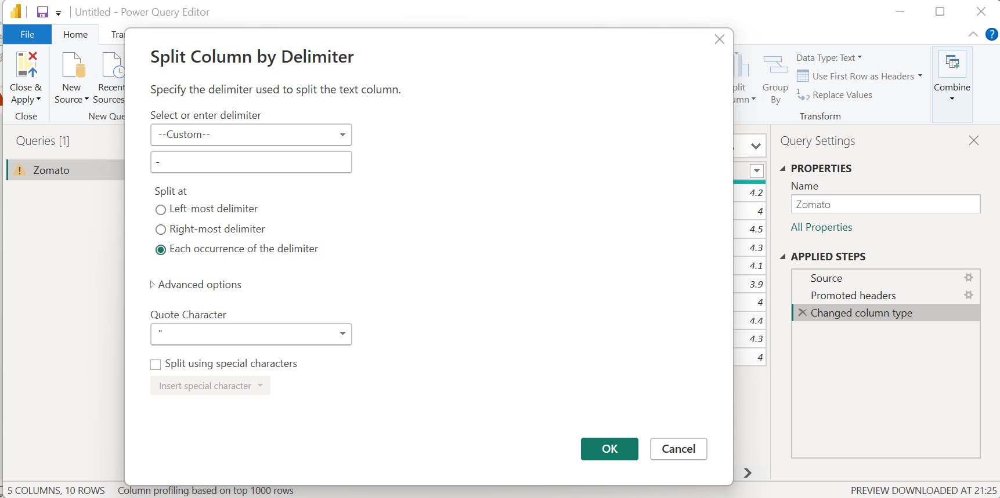 Untitled - Power Query Editor
File
Home
Tra
?
Close &
Apply
New
Source
Recent
Sources
Close
New Que
plit
umn
Group
By
Data Type: Text
Use First Row as Headers
1
2
Replace Values
Transform
Combine
Queries [1]
Zomato
Split Column by Delimiter
Specify the delimiter used to split the text column.
Select or enter delimiter
--Custom--
-
Split at
Left-most delimiter
Right-most delimiter
Each occurrence of the delimiter
Advanced options
Quote Character
"
Split using special characters
Insert special character
OK
Cancel
4.2
4
4.5
4.3
4.1
3.9
4
4.4
4.3
4
Query Settings
PROPERTIES
Name
Zomato
All Properties
APPLIED STEPS
Source
Promoted headers
Changed column type
5 COLUMNS, 10 ROWS
Column profiling based on top 1000 rows
PREVIEW DOWNLOADED AT 21:25